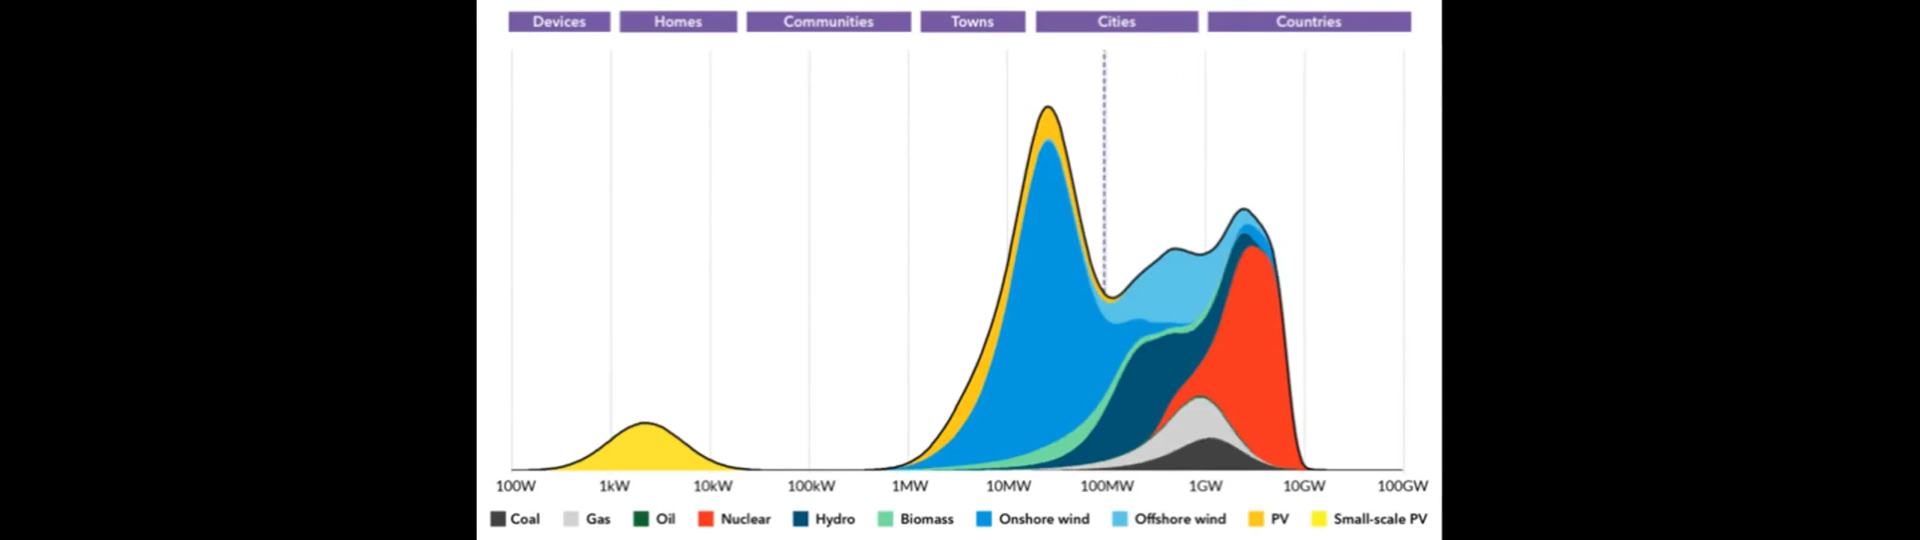 Devices Homes Communities Towns Cities Countries
100W 1kW 10kW 100kW 1MW 10MW 100MW 1GW 10GW 100GW
Coal Gas Oil Nuclear Hydro Biomass Onshore wind Offshore wind PV Small-scale PV